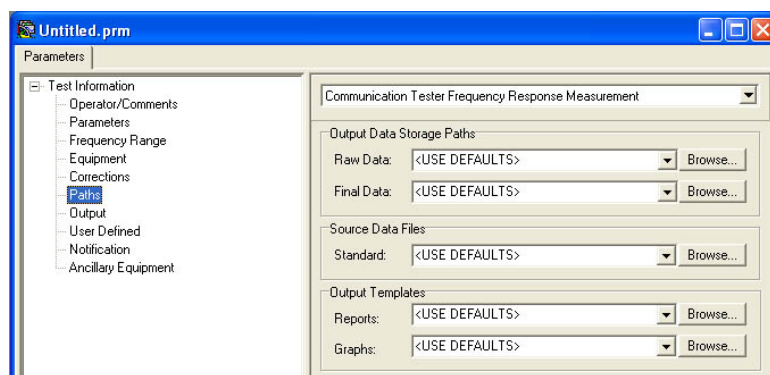 Untitled.prm
Parameters
Test Information
Operator/Comments
Parameters
Frequency Range
Equipment
Corrections
Paths
Output
User Defined
Notification
Ancillary Equipment
Communication Tester Frequency Response Measurement
Output Data Storage Paths
Raw Data: <USE DEFAULTS> Browse...
Final Data: <USE DEFAULTS> Browse...
Source Data Files
Standard: <USE DEFAULTS> Browse...
Output Templates
Reports: <USE DEFAULTS> Browse...
Graphs: <USE DEFAULTS> Browse...